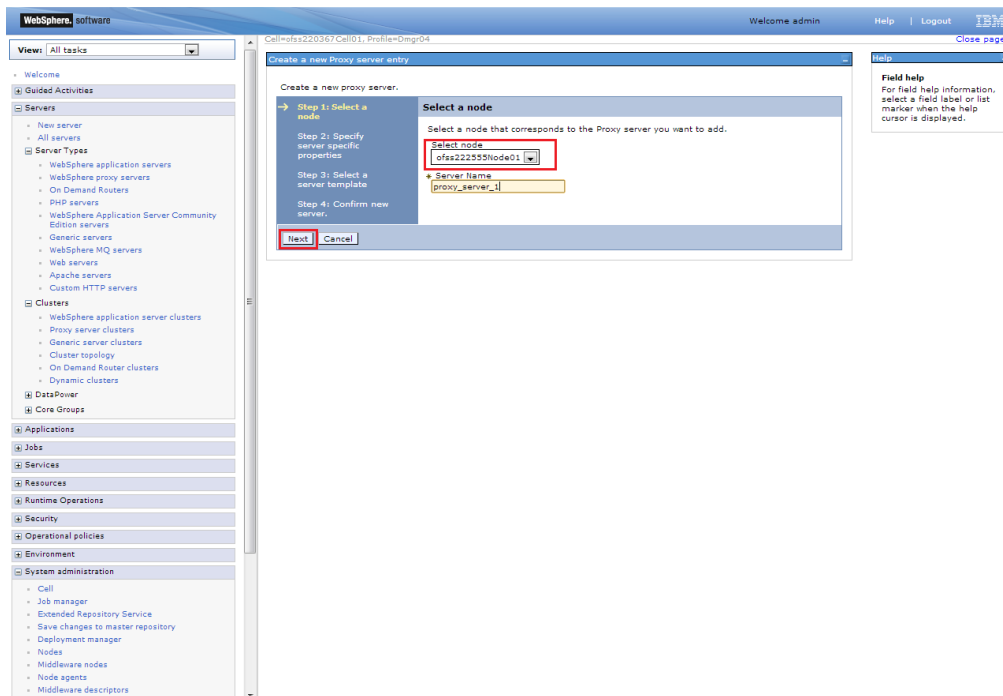 WebSphere. software
Welcome admin
Help | Logout
IBM
View: All tasks
Cell=ofss220367Cell01, Profile=Dmgr04
Close page
Welcome
Guided Activities
Servers
New server
All servers
Server Types
WebSphere application servers
WebSphere proxy servers
On Demand Routers
PHP servers
WebSphere Application Server Community
Edition servers
Generic servers
WebSphere MQ servers
Web servers
Apache servers
Custom HTTP servers
Clusters
WebSphere application server clusters
Proxy server clusters
Generic server clusters
Cluster topology
On Demand Router clusters
Dynamic clusters
DataPower
Core Groups
Applications
Jobs
Services
Resources
Runtime Operations
Security
Operational policies
Environment
System administration
Cell
Job manager
Extended Repository Service
Save changes to master repository
Deployment manager
Nodes
Middleware nodes
Node agents
Middleware descriptors
Create a new Proxy server entry
Create a new proxy server.
Step 1: Select a
node
Step 2: Specify
server specific
properties
Step 3: Select a
server template
Step 4: Confirm new
server.
Select a node
Select a node that corresponds to the Proxy server you want to add.
Select node
ofss222555Node01
Server Name
proxy_server_1
Next
Cancel
Help
Field help
For field help information,
select a field label or list
marker when the help
cursor is displayed.